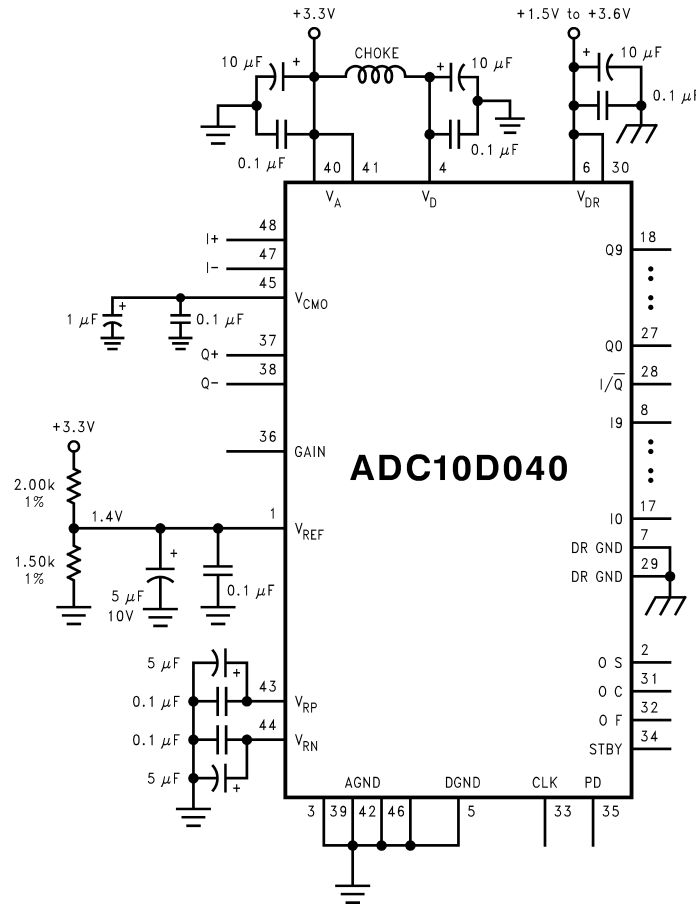 +3.3V
+1.5V to +3.6V
10 μF
+
CHOKE
+
10 μF
+
10 μF
0.1 μF
0.1 μF
0.1 μF
40
41
4
6
30
VA
VD
VDR
I+
48
I-
47
45
VCMO
1 μF
+
0.1 μF
Q+
37
Q-
38
36
GAIN
Q9
18
Q0
27
I/Q̅
28
I9
8
I0
17
DR GND
7
DR GND
29
ADC10D040
+3.3V
2.00k
1%
1.4V
1
VREF
1.50k
1%
+
5 μF
10V
0.1 μF
5 μF
+
0.1 μF
43
VRP
0.1 μF
44
VRN
5 μF
+
O S
2
O C
31
O F
32
STBY
34
AGND
DGND
CLK
PD
3
39
42
46
5
33
35